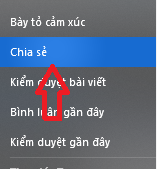 Bày tỏ cảm xúc
Chia sẻ
Kiểm duyệt bài viết
Bình luận gần đây
Kiểm duyệt gần đây